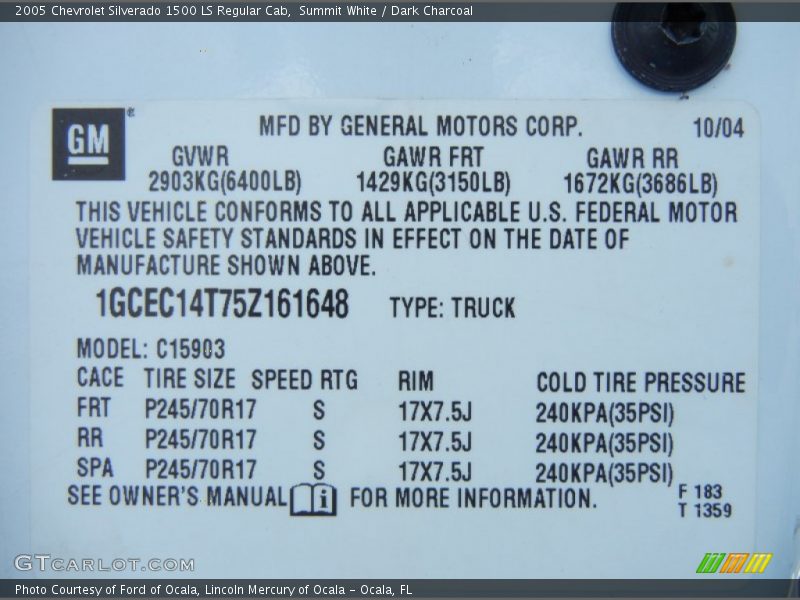 2005 Chevrolet Silverado 1500 LS Regular Cab,  Summit White / Dark Charcoal
GM®
MFD BY GENERAL MOTORS CORP. 10/04
GVWR GAWR FRT GAWR RR
2903KG(6400LB) 1429KG(3150LB) 1672KG(3686LB)
THIS VEHICLE CONFORMS TO ALL APPLICABLE U.S. FEDERAL MOTOR
VEHICLE SAFETY STANDARDS IN EFFECT ON THE DATE OF
MANUFACTURE SHOWN ABOVE.
1GCEC14T75Z161648 TYPE: TRUCK
MODEL: C15903
CACE TIRE SIZE SPEED RTG RIM COLD TIRE PRESSURE
FRT P245/70R17 S 17X7.5J 240KPA(35PSI)
RR P245/70R17 S 17X7.5J 240KPA(35PSI)
SPA P245/70R17 S 17X7.5J 240KPA(35PSI)
SEE OWNER'S MANUAL i FOR MORE INFORMATION.
F 183
T 1359
GTCARLOT.COM
Photo Courtesy of Ford of Ocala, Lincoln Mercury of Ocala - Ocala, FL